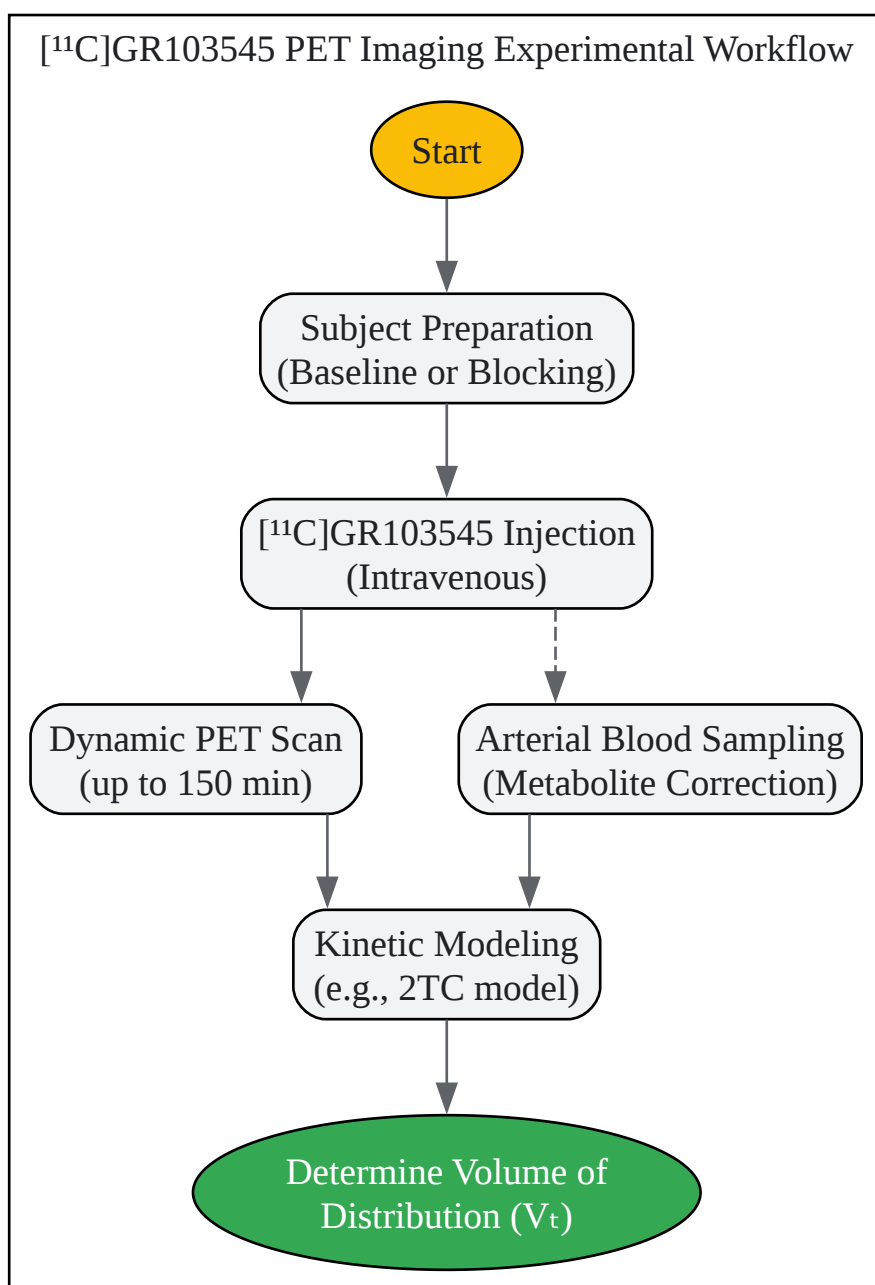 [¹¹C]GR103545 PET Imaging Experimental Workflow
Start
Subject Preparation
(Baseline or Blocking)
[¹¹C]GR103545 Injection
(Intravenous)
Dynamic PET Scan
(up to 150 min)
Arterial Blood Sampling
(Metabolite Correction)
Kinetic Modeling
(e.g., 2TC model)
Determine Volume of
Distribution (Vₜ)